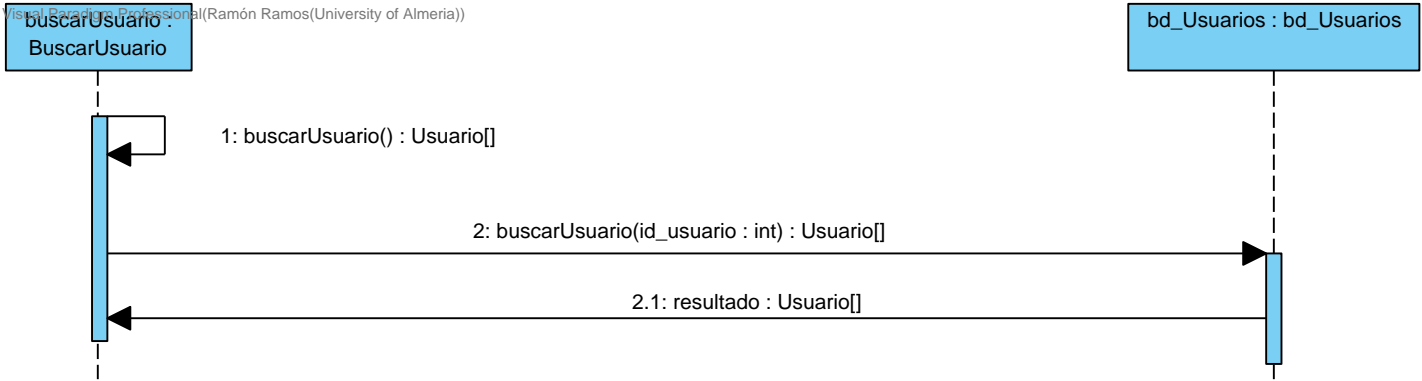 Visual Paradigm Professional(Ramón Ramos(University of Almeria))
buscarUsuario :
BuscarUsuario
bd_Usuarios : bd_Usuarios
1: buscarUsuario() : Usuario[]
2: buscarUsuario(id_usuario : int) : Usuario[]
2.1: resultado : Usuario[]